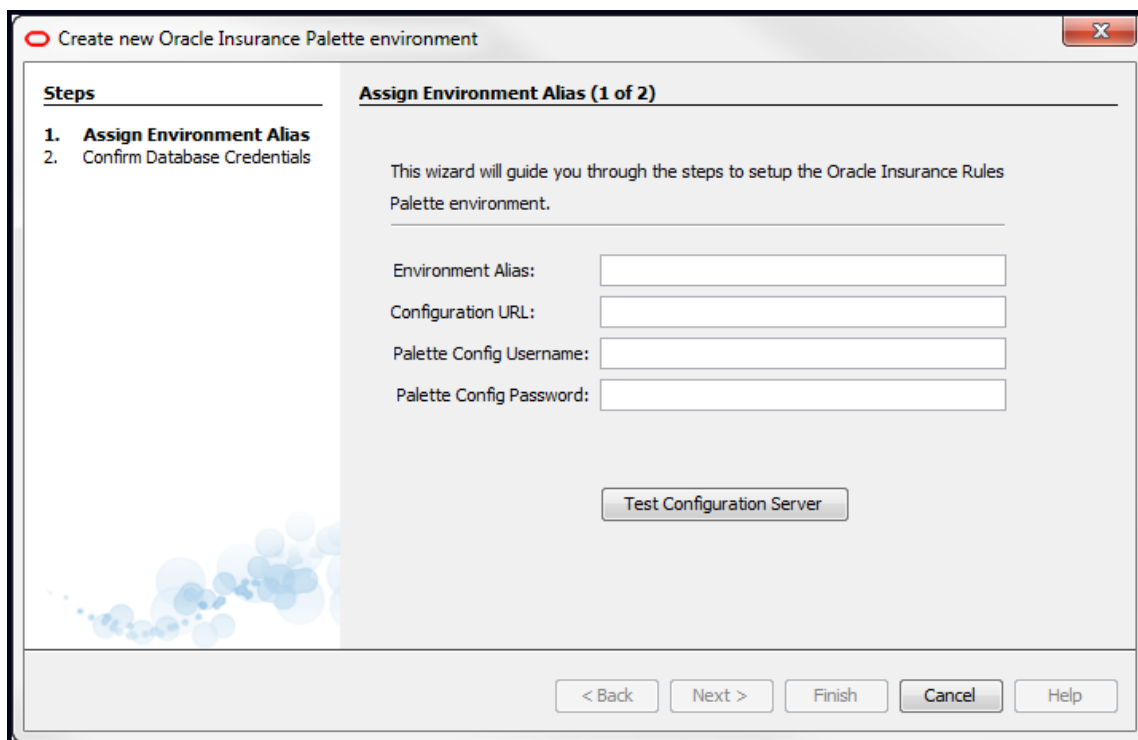 Create new Oracle Insurance Palette environment
X
Steps
1. Assign Environment Alias
2. Confirm Database Credentials
Assign Environment Alias (1 of 2)
This wizard will guide you through the steps to setup the Oracle Insurance Rules
Palette environment.
Environment Alias:
Configuration URL:
Palette Config Username:
Palette Config Password:
Test Configuration Server
< Back Next > Finish Cancel Help